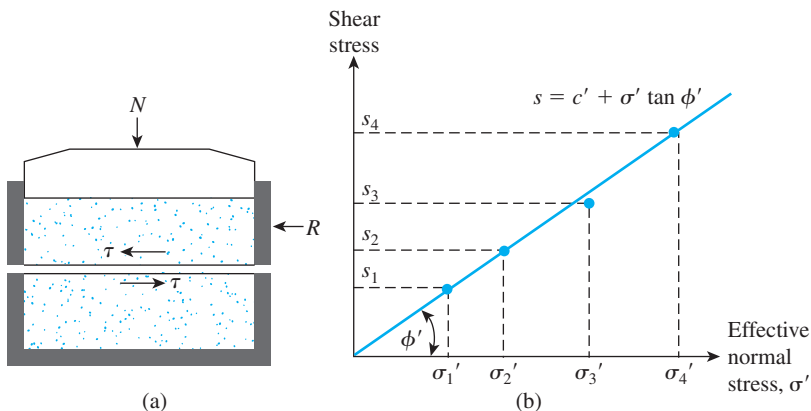 N
R
τ
τ
(a)
Shear
stress
s = c′ + σ′ tan ϕ′
s₄
s₃
s₂
s₁
ϕ′
σ₁′
σ₂′
σ₃′
σ₄′
Effective
normal
stress, σ′
(b)